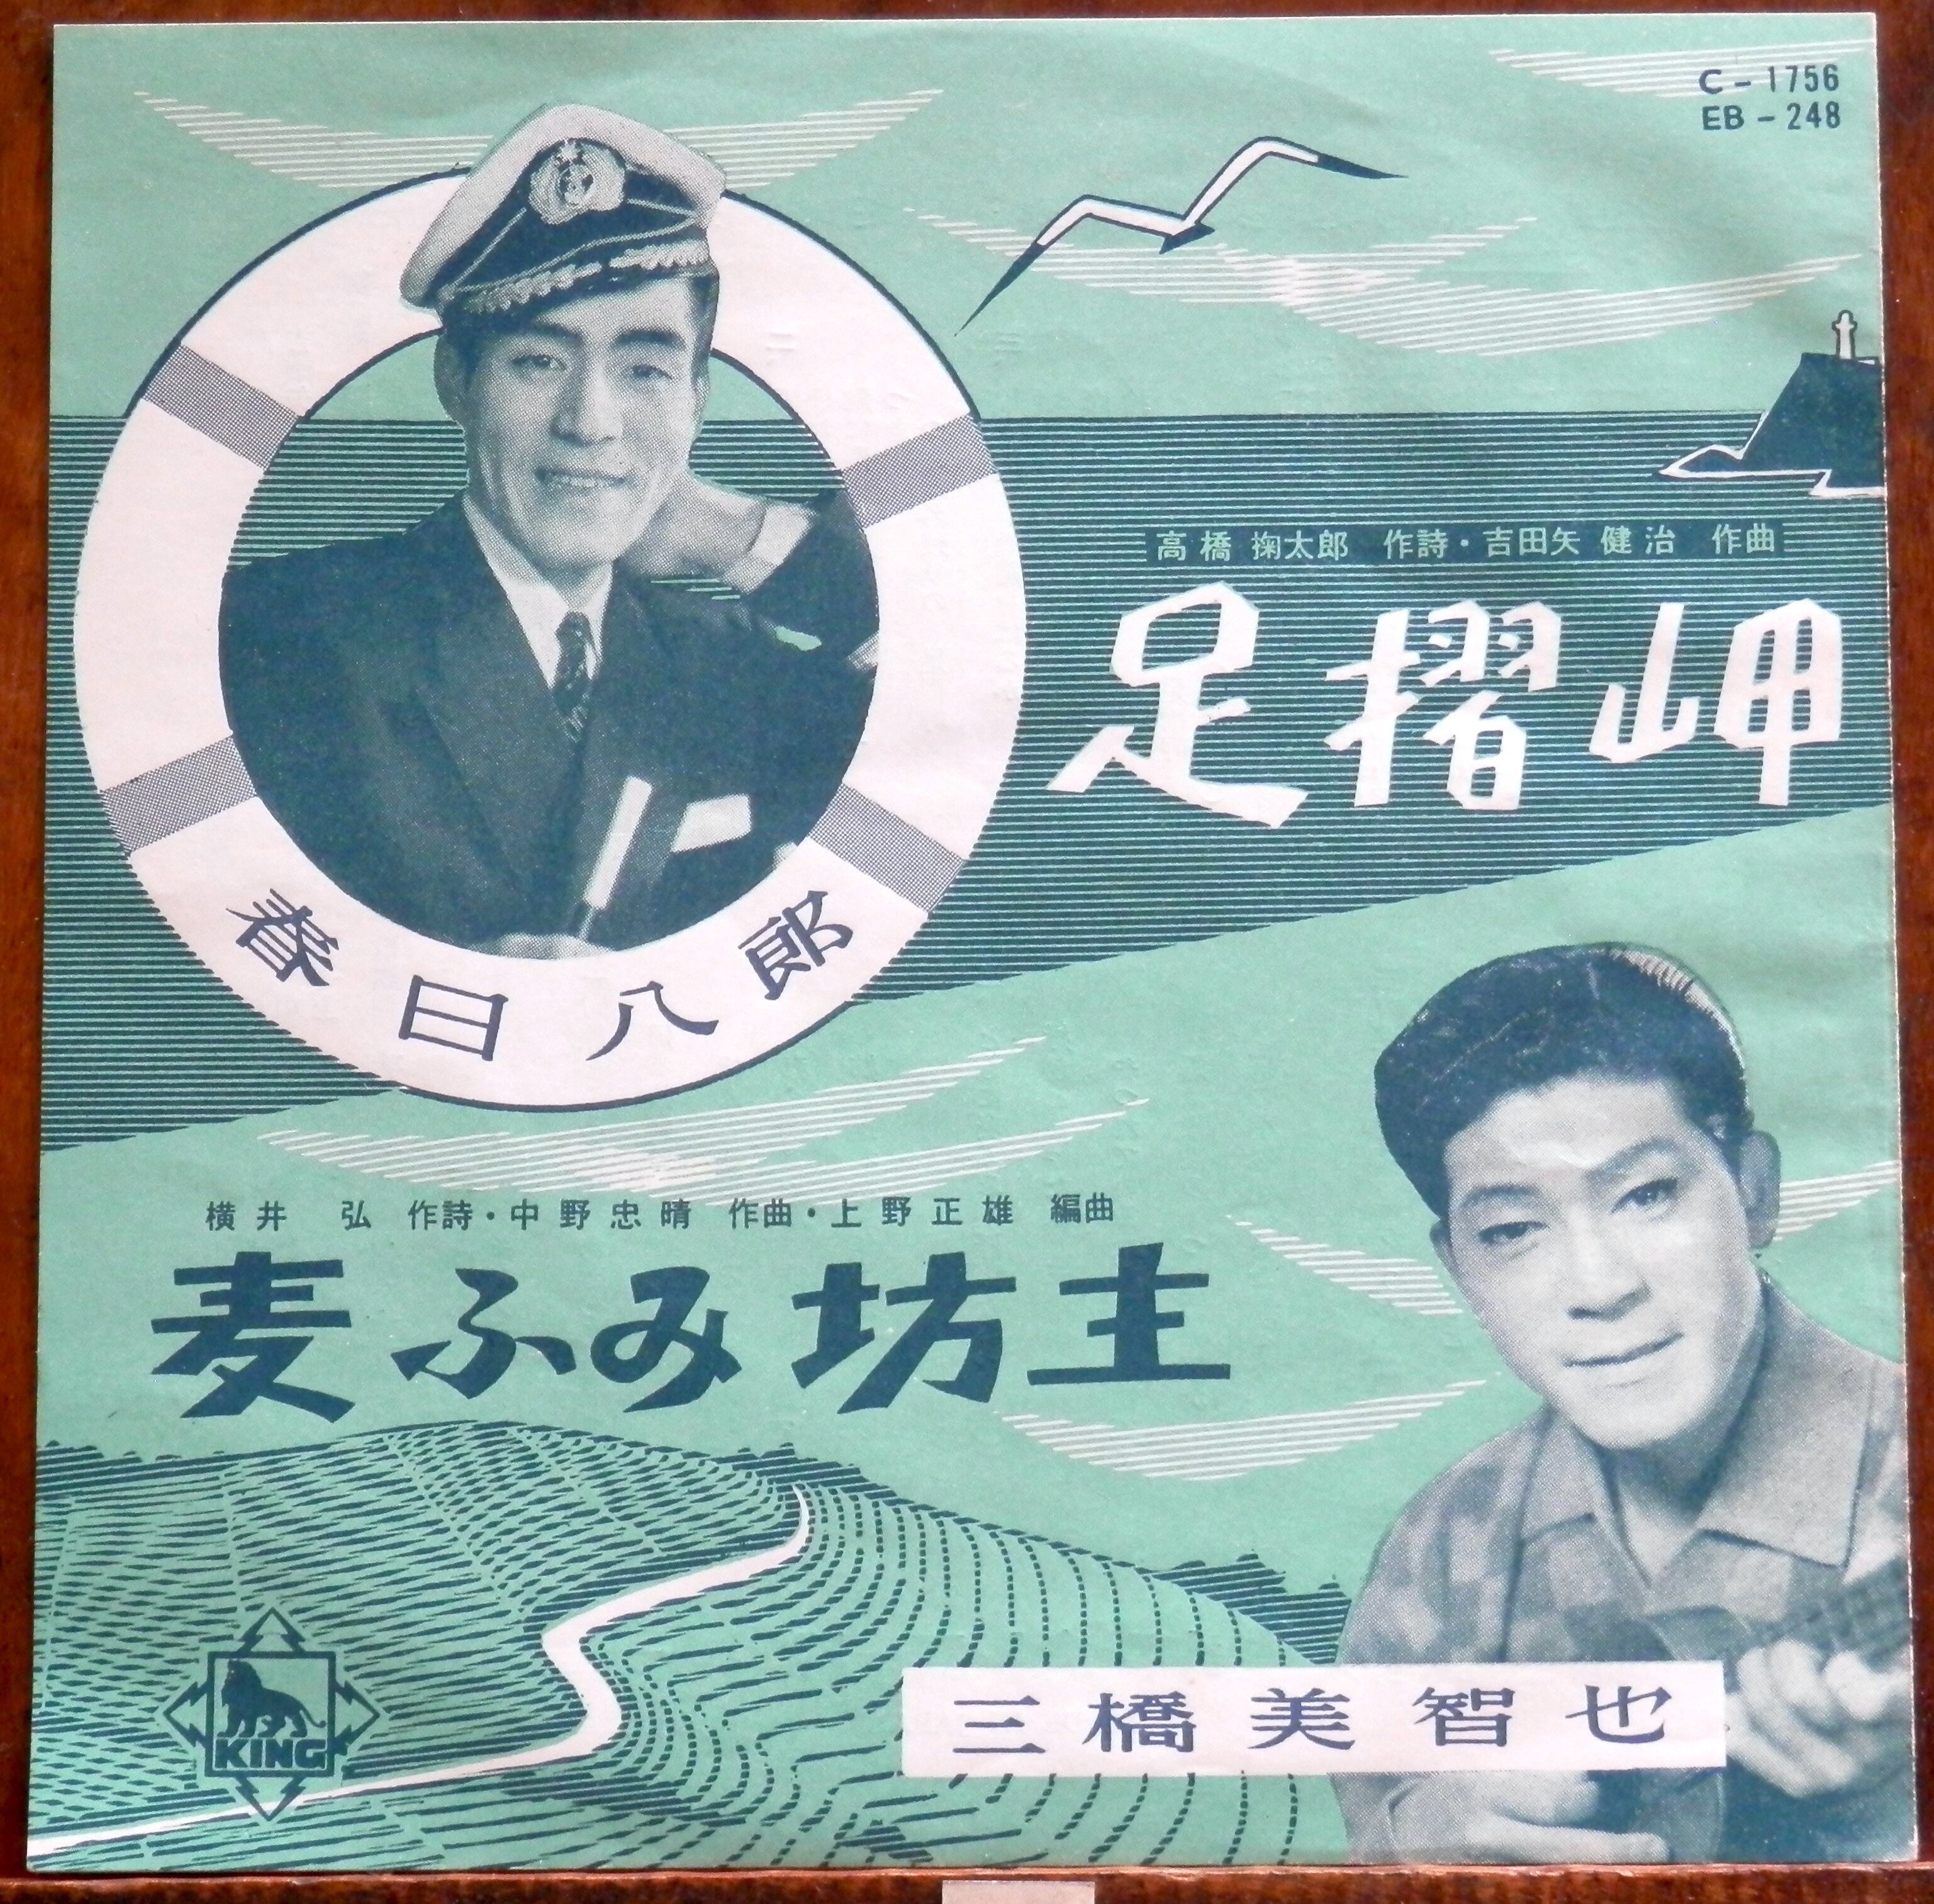 C-1756
EB-248
高橋 掬太郎 作詩・吉田矢 健治 作曲
足摺岬
春日八郎
横井 弘 作詩・中野忠晴 作曲・上野正雄 編曲
麦ふみ坊主
三橋美智也
KING